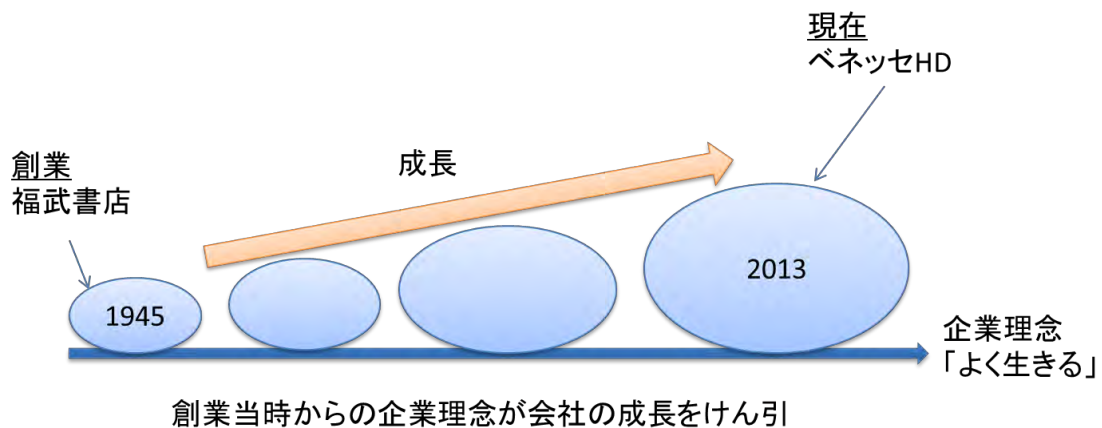 現在
ベネッセHD
成長
創業
福武書店
1945
2013
企業理念
「よく生きる」
創業当時からの企業理念が会社の成長をけん引